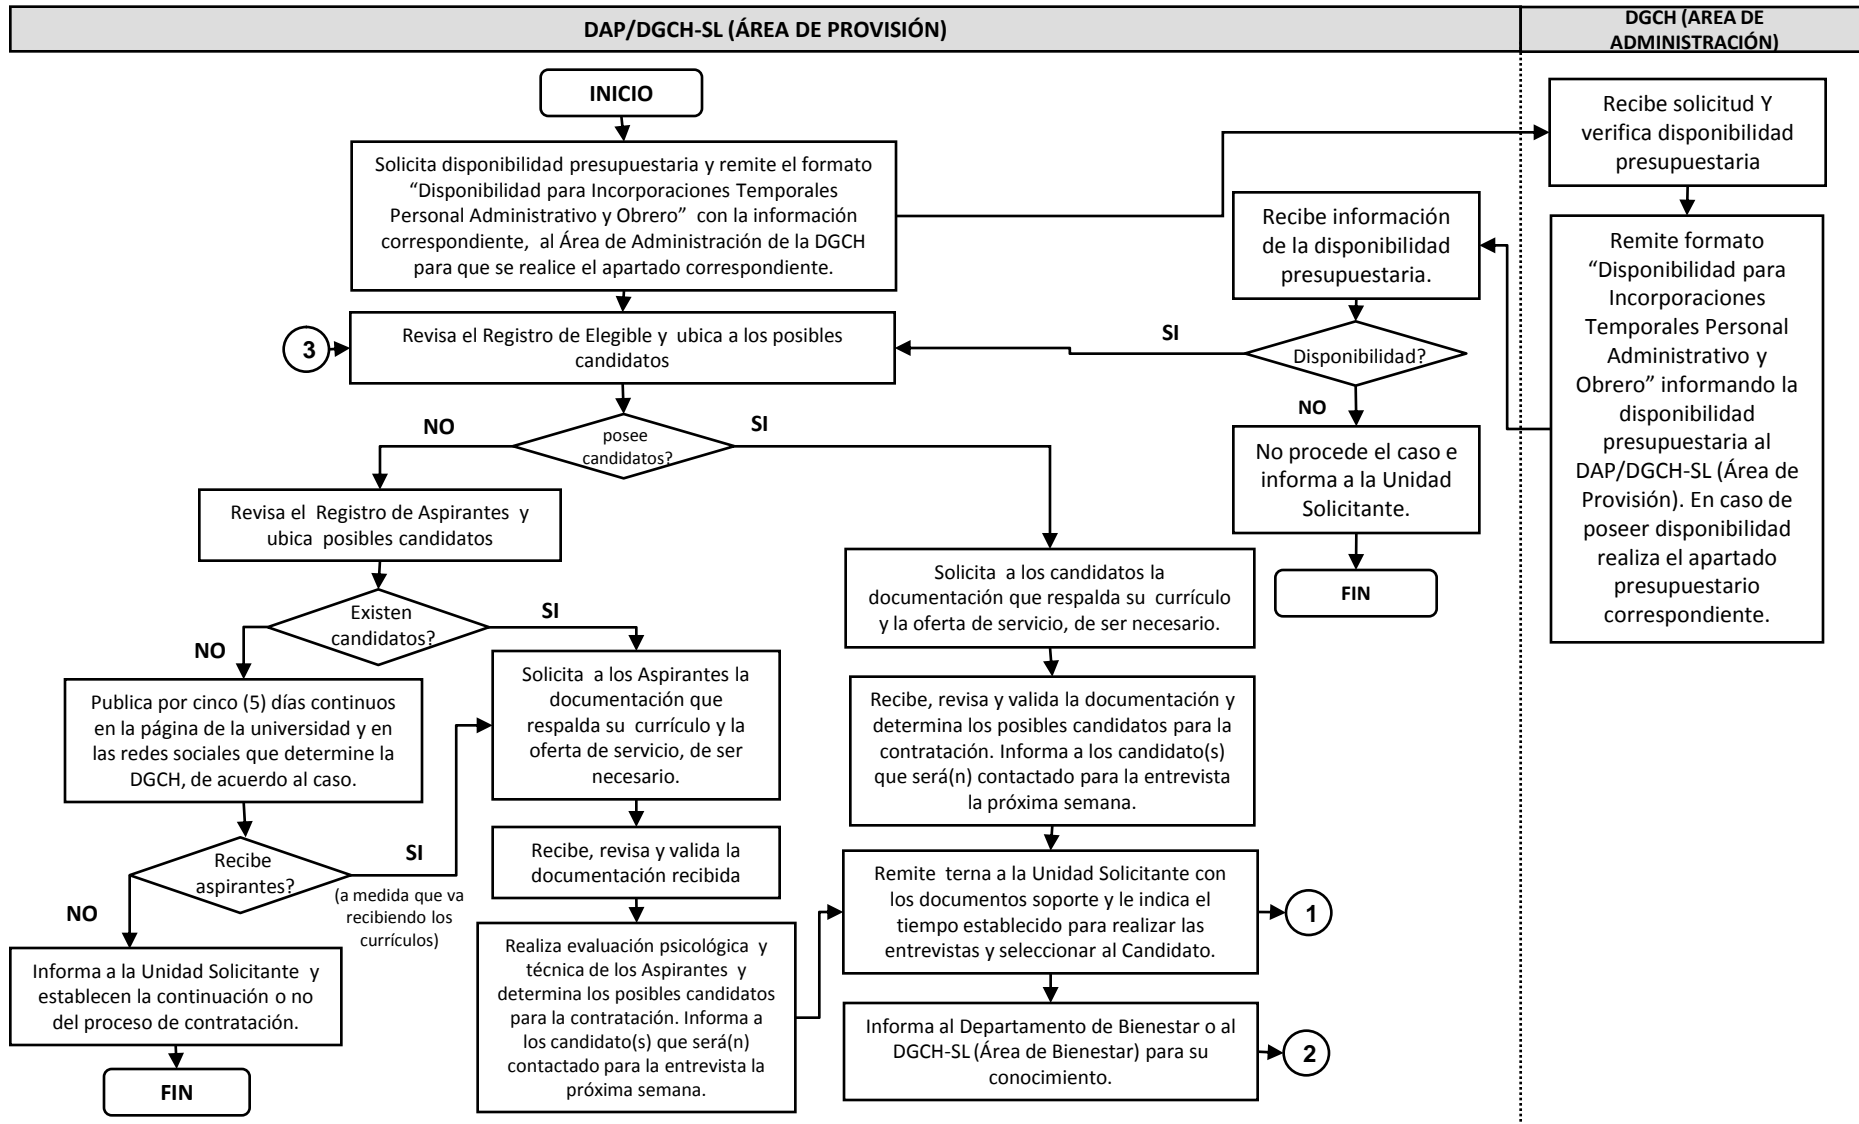 DAP/DGCH-SL (ÁREA DE PROVISIÓN)
DGCH (AREA DE
ADMINISTRACIÓN)
INICIO
Solicita disponibilidad presupuestaria y remite el formato
“Disponibilidad para Incorporaciones Temporales
Personal Administrativo y Obrero” con la información
correspondiente, al Área de Administración de la DGCH
para que se realice el apartado correspondiente.
Recibe solicitud Y
verifica disponibilidad
presupuestaria
Remite formato
“Disponibilidad para
Incorporaciones
Temporales Personal
Administrativo y
Obrero” informando la
disponibilidad
presupuestaria al
DAP/DGCH-SL (Área de
Provisión). En caso de
poseer disponibilidad
realiza el apartado
presupuestario
correspondiente.
Recibe información
de la disponibilidad
presupuestaria.
Disponibilidad?
SI
NO
No procede el caso e
informa a la Unidad
Solicitante.
FIN
3
Revisa el Registro de Elegible y ubica a los posibles
candidatos
posee
candidatos?
NO
SI
Revisa el Registro de Aspirantes y
ubica posibles candidatos
Existen
candidatos?
SI
NO
Publica por cinco (5) días continuos
en la página de la universidad y en
las redes sociales que determine la
DGCH, de acuerdo al caso.
Recibe
aspirantes?
SI
(a medida que va
recibiendo los
currículos)
NO
Informa a la Unidad Solicitante y
establecen la continuación o no
del proceso de contratación.
FIN
Solicita a los Aspirantes la
documentación que
respalda su currículo y la
oferta de servicio, de ser
necesario.
Recibe, revisa y valida la
documentación recibida
Realiza evaluación psicológica y
técnica de los Aspirantes y
determina los posibles candidatos
para la contratación. Informa a
los candidato(s) que será(n)
contactado para la entrevista la
próxima semana.
Solicita a los candidatos la
documentación que respalda su currículo
y la oferta de servicio, de ser necesario.
Recibe, revisa y valida la documentación y
determina los posibles candidatos para la
contratación. Informa a los candidato(s)
que será(n) contactado para la entrevista
la próxima semana.
Remite terna a la Unidad Solicitante con
los documentos soporte y le indica el
tiempo establecido para realizar las
entrevistas y seleccionar al Candidato.
1
Informa al Departamento de Bienestar o al
DGCH-SL (Área de Bienestar) para su
conocimiento.
2